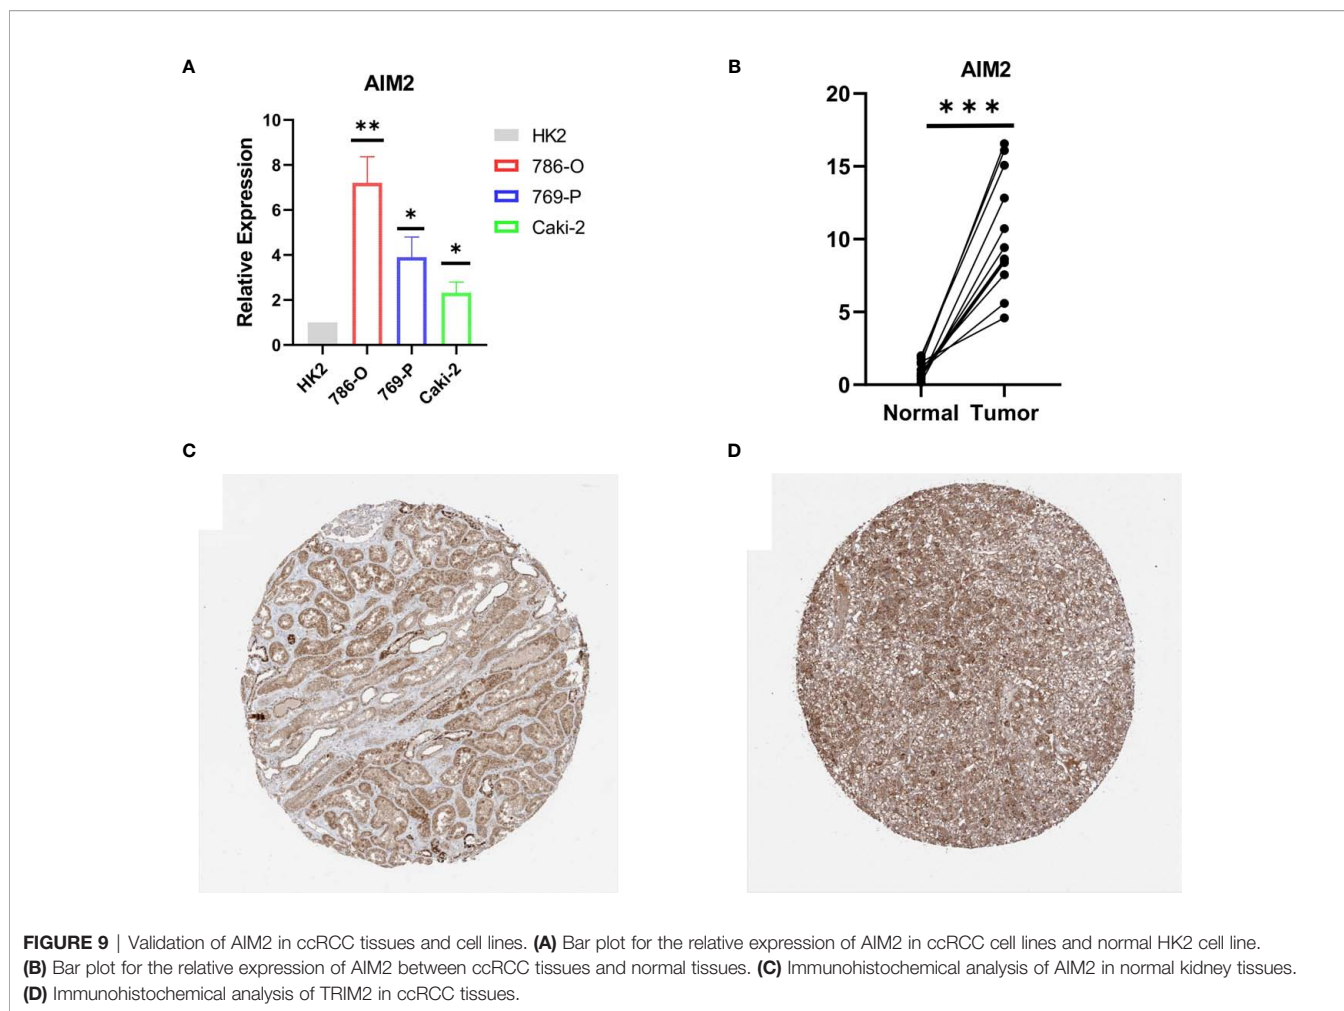 A
AIM2
Relative Expression
10
8
6
4
2
0
**
*
*
HK2
786-O
769-P
Caki-2
HK2
786-O
769-P
Caki-2
B
AIM2
20
15
10
5
0
***
Normal Tumor
C
D
FIGURE 9 | Validation of AIM2 in ccRCC tissues and cell lines. (A) Bar plot for the relative expression of AIM2 in ccRCC cell lines and normal HK2 cell line.
(B) Bar plot for the relative expression of AIM2 between ccRCC tissues and normal tissues. (C) Immunohistochemical analysis of AIM2 in normal kidney tissues.
(D) Immunohistochemical analysis of TRIM2 in ccRCC tissues.